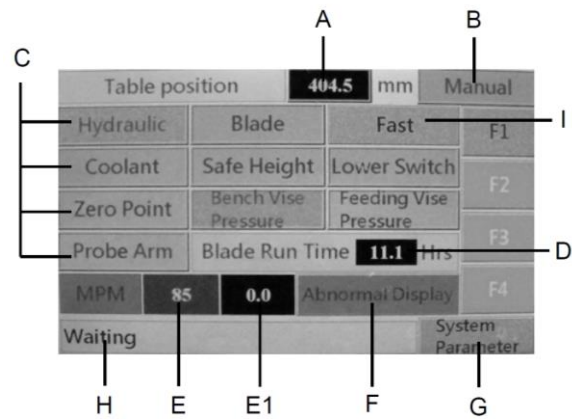 A
B
C
Table position 404.5 mm Manual
Hydraulic Blade Fast F1
I
Coolant Safe Height Lower Switch F2
Zero Point Bench Vise Pressure Feeding Vise Pressure F3
Probe Arm Blade Run Time 11.1 Hrs
D
MPM 85 0.0 Abnormal Display F4
Waiting System Parameter
H E E1 F G